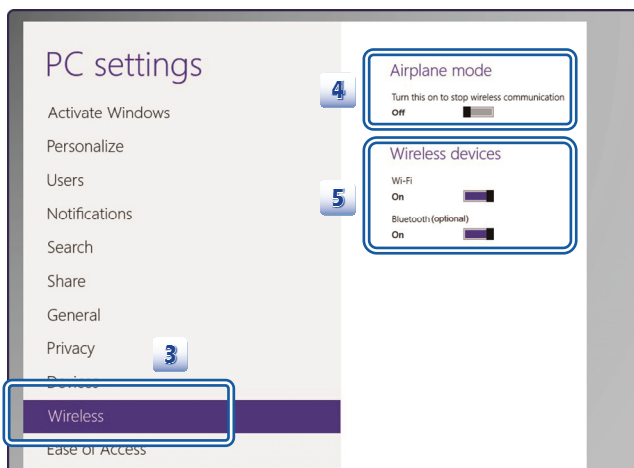 PC settings
Activate Windows
Personalize
Users
Notifications
Search
Share
General
Privacy
3
Devices
Wireless
Ease of Access
4
Airplane mode
Turn this on to stop wireless communication
Off
5
Wireless devices
Wi-Fi
On
Bluetooth (optional)
On